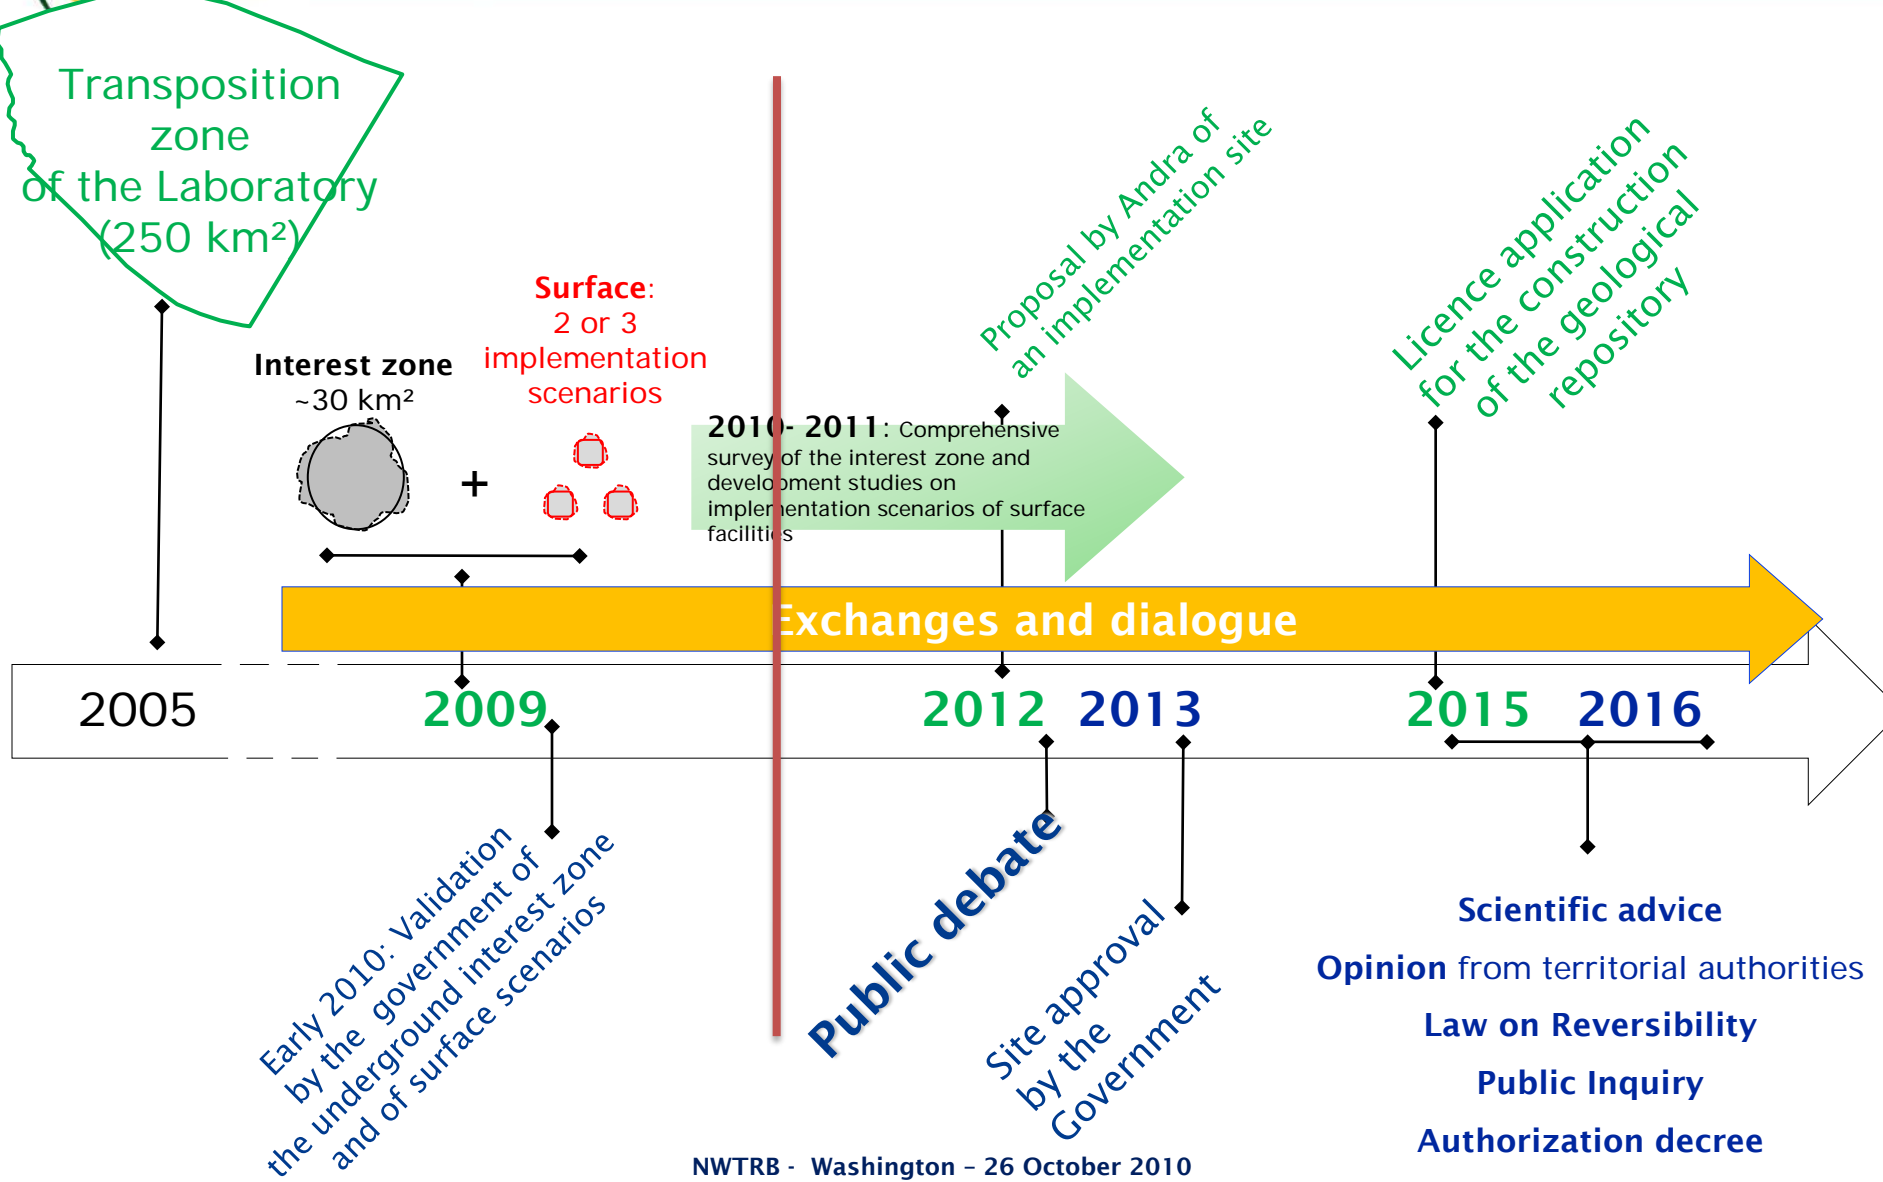 Transposition
zone
of the Laboratory
(250 km²)
Interest zone
~30 km²
Surface:
2 or 3
implementation
scenarios
+
2010- 2011: Comprehensive
survey of the interest zone and
development studies on
implementation scenarios of surface
facilities
Proposal by Andra of
an implementation site
Licence application
for the construction
of the geological
repository
Exchanges and dialogue
2005
2009
2012
2013
2015
2016
Early 2010: Validation
by the government of
the underground interest zone
and of surface scenarios
Public debate
Site approval
by the
Government
Scientific advice
Opinion from territorial authorities
Law on Reversibility
Public Inquiry
Authorization decree
NWTRB - Washington – 26 October 2010